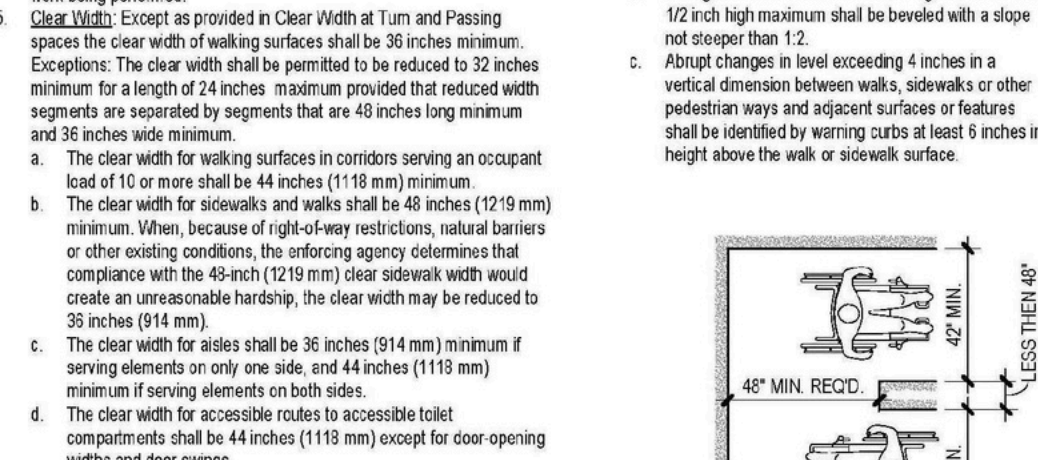 5. Clear Width: Except as provided in Clear Width at Turn and Passing
spaces the clear width of walking surfaces shall be 36 inches minimum.
Exceptions: The clear width shall be permitted to be reduced to 32 inches
minimum for a length of 24 inches maximum provided that reduced width
segments are separated by segments that are 48 inches long minimum
and 36 inches wide minimum.
a. The clear width for walking surfaces in corridors serving an occupant
load of 10 or more shall be 44 inches (1118 mm) minimum.
b. The clear width for sidewalks and walks shall be 48 inches (1219 mm)
minimum. When, because of right-of-way restrictions, natural barriers
or other existing conditions, the enforcing agency determines that
compliance with the 48-inch (1219 mm) clear sidewalk width would
create an unreasonable hardship, the clear width may be reduced to
36 inches (914 mm).
c. The clear width for aisles shall be 36 inches (914 mm) minimum if
serving elements on only one side, and 44 inches (1118 mm)
minimum if serving elements on both sides.
d. The clear width for accessible routes to accessible toilet
compartments shall be 44 inches (1118 mm) except for door-opening
widths and door swings.
1/2 inch high maximum shall be beveled with a slope
not steeper than 1:2.
c. Abrupt changes in level exceeding 4 inches in a
vertical dimension between walks, sidewalks or other
pedestrian ways and adjacent surfaces or features
shall be identified by warning curbs at least 6 inches in
height above the walk or sidewalk surface.
42" MIN.
LESS THEN 48"
48" MIN. REQ'D.